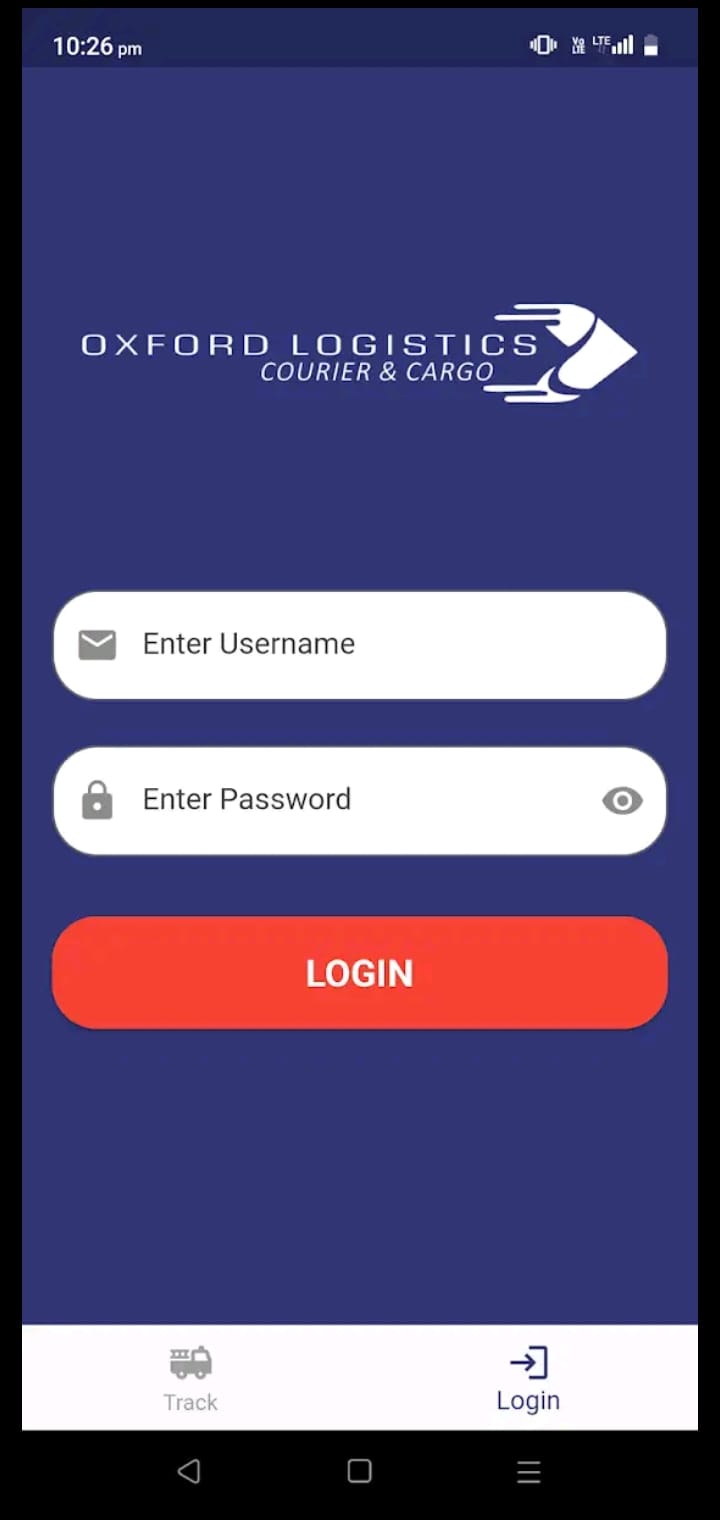 10:26 pm
Vo LTE LTE
OXFORD LOGISTICS
COURIER & CARGO
Enter Username
Enter Password
LOGIN
Track
Login